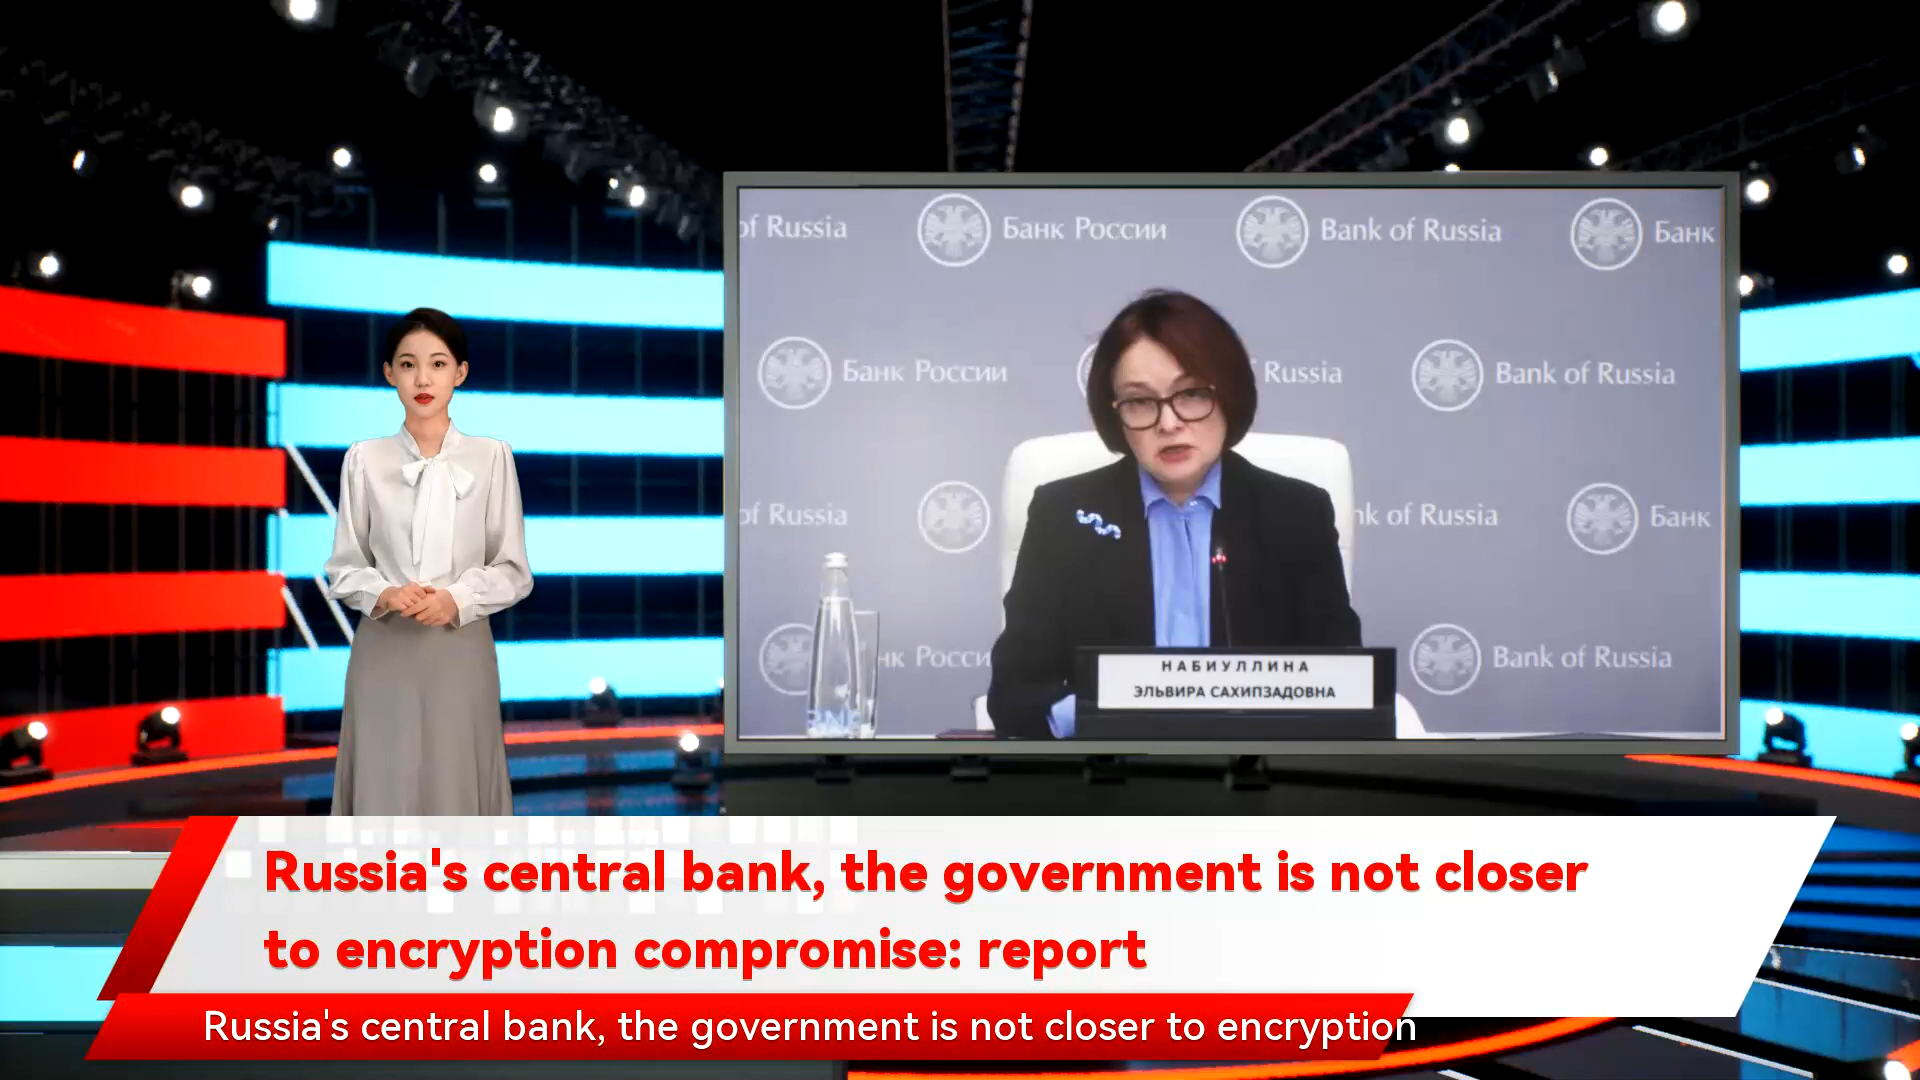 of Russia Банк России Bank of Russia Банк
Банк России Russia Bank of Russia
of Russia nk of Russia Банк
нк Росси Bank of Russia
НАБИУЛЛИНА
ЭЛЬВИРА САХИПЗАДОВНА
Russia's central bank, the government is not closer
to encryption compromise: report
Russia's central bank, the government is not closer to encryption